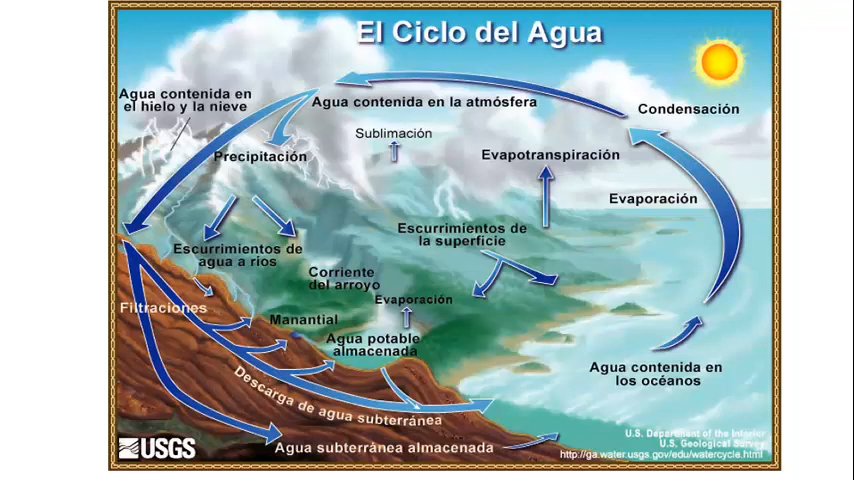 El Ciclo del Agua
Agua contenida en
el hielo y la nieve
Agua contenida en la atmósfera
Condensación
Sublimación
Precipitación
Evapotranspiración
Evaporación
Escurrimientos de
la superficie
Escurrimientos de
agua a ríos
Corriente
del arroyo
Evaporación
Filtraciones
Manantial
Agua potable
almacenada
Agua contenida en
los océanos
Descarga de agua subterránea
Agua subterránea almacenada
USGS
U.S. Department of the Interior
U.S. Geological Survey
http://ga.water.usgs.gov/edu/watercycle.html